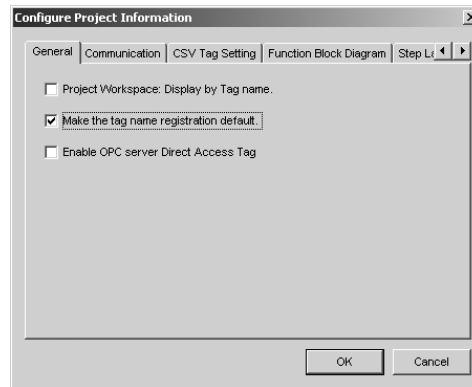 Configure Project Information
General
Communication
CSV Tag Setting
Function Block Diagram
Project Workspace: Display by Tag name.
Make the tag name registration default.
Enable OPC server Direct Access Tag
OK
Cancel